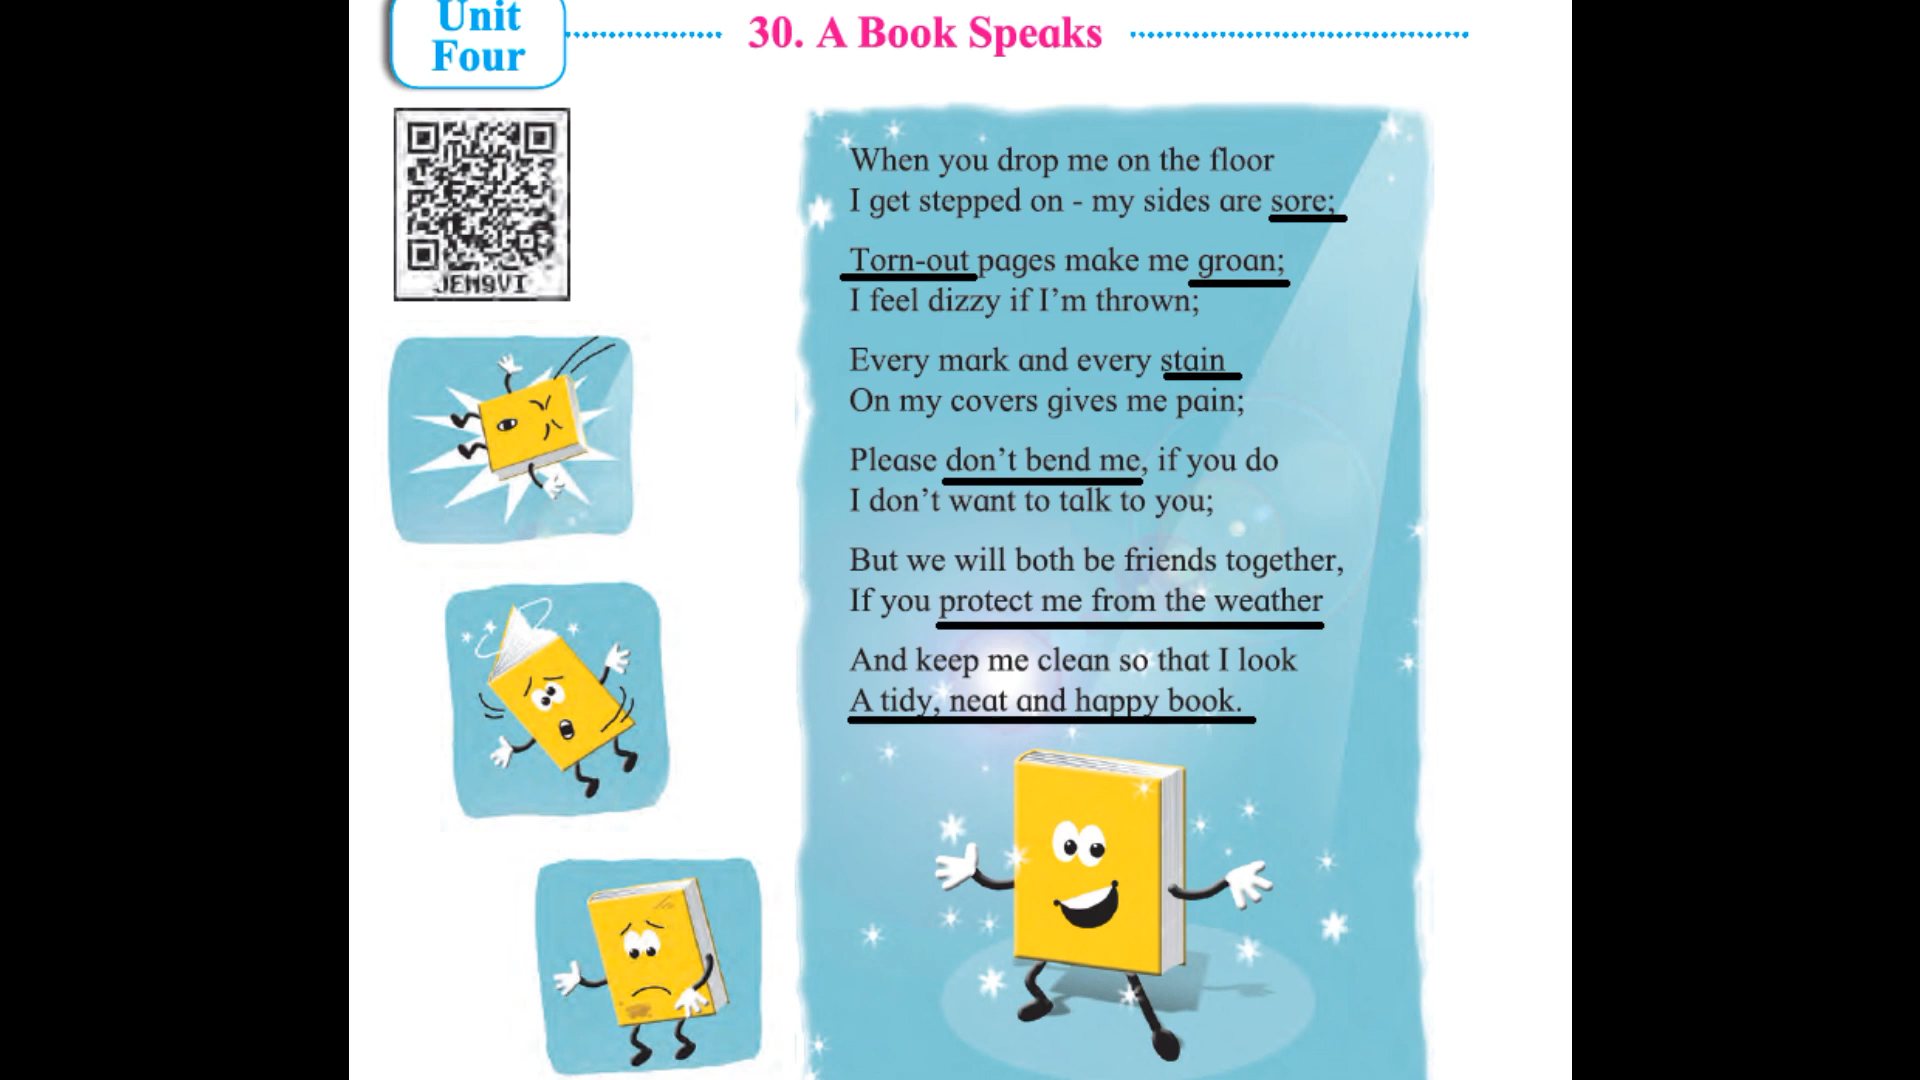 Unit
Four
30. A Book Speaks
JEM9VI
When you drop me on the floor
I get stepped on - my sides are sore;
Torn-out pages make me groan;
I feel dizzy if I’m thrown;
Every mark and every stain
On my covers gives me pain;
Please don’t bend me, if you do
I don’t want to talk to you;
But we will both be friends together,
If you protect me from the weather
And keep me clean so that I look
A tidy, neat and happy book.